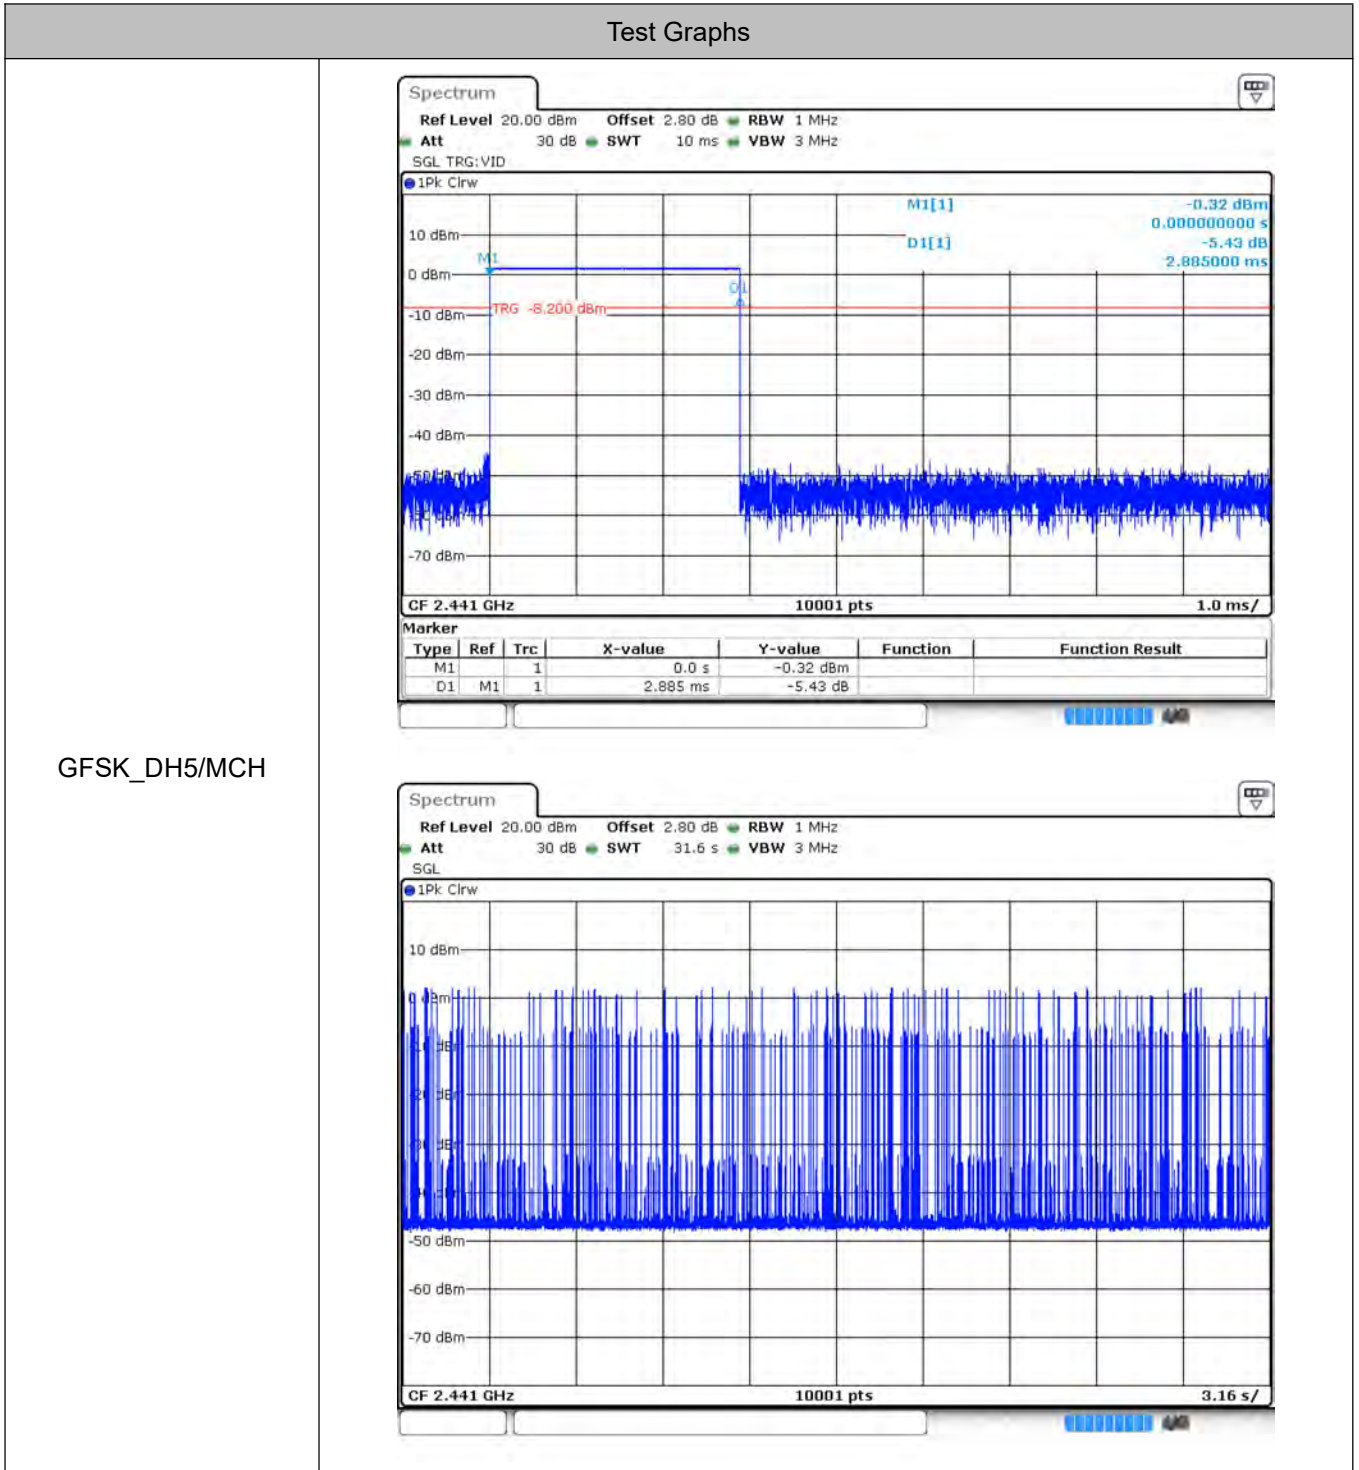 Test Graphs
GFSK_DH5/MCH
Spectrum
Ref Level 20.00 dBm Offset 2.80 dB RBW 1 MHz
Att 30 dB SWT 10 ms VBW 3 MHz
SGL TRG:VID
1Pk Clrw
M1[1] -0.32 dBm
0.000000000 s
D1[1] -5.43 dB
2.885000 ms
10 dBm
M1
0 dBm
D1
TRG -8.200 dBm
-10 dBm
-20 dBm
-30 dBm
-40 dBm
-70 dBm
CF 2.441 GHz 10001 pts 1.0 ms/
Marker
Type Ref Trc X-value Y-value Function Function Result
M1 1 0.0 s -0.32 dBm
D1 M1 1 2.885 ms -5.43 dB
Spectrum
Ref Level 20.00 dBm Offset 2.80 dB RBW 1 MHz
Att 30 dB SWT 31.6 s VBW 3 MHz
SGL
1Pk Clrw
10 dBm
-50 dBm
-60 dBm
-70 dBm
CF 2.441 GHz 10001 pts 3.16 s/